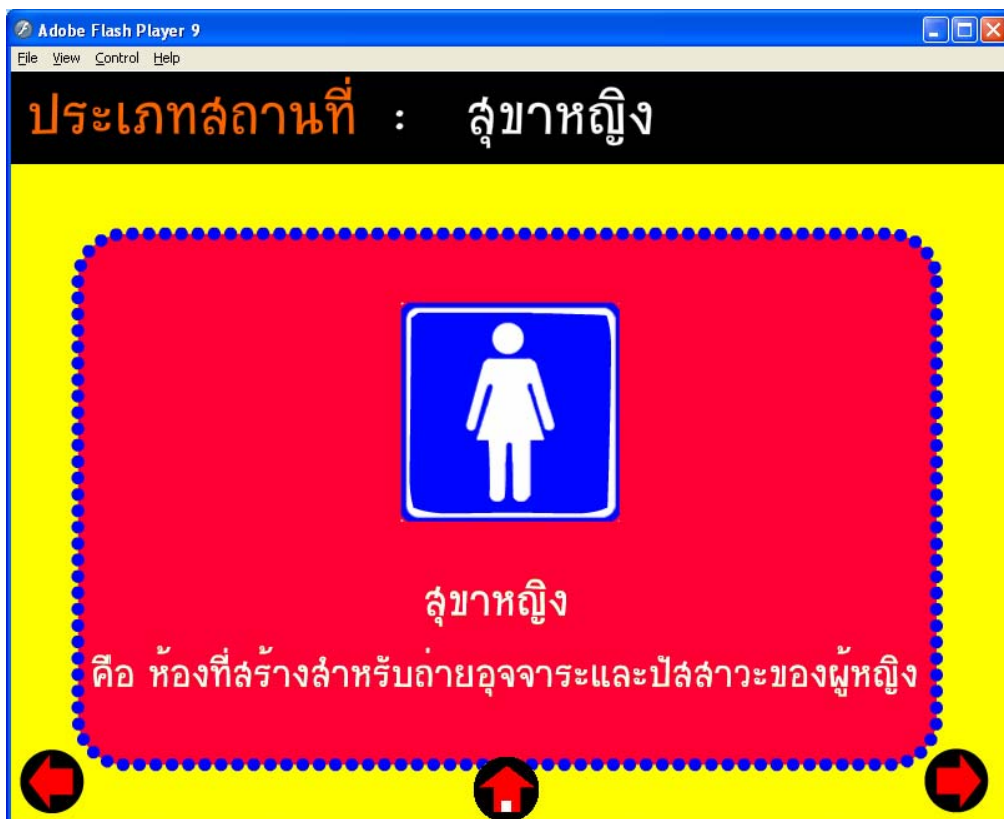 Adobe Flash Player 9
File View Control Help
ประเภทสถานที่ : สุขาหญิง
สุขาหญิง
คือ ห้องที่สร้างสำหรับถ่ายอุจจาระและปัสสาวะของผู้หญิง